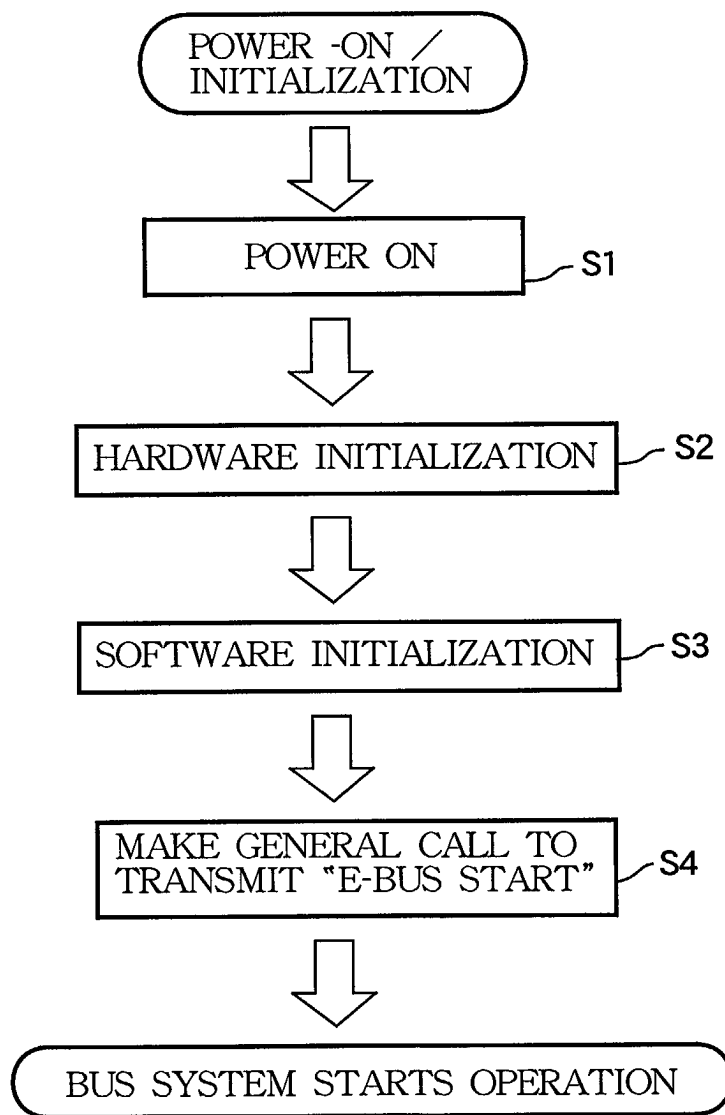 POWER -ON /
INITIALIZATION
POWER ON
S1
HARDWARE INITIALIZATION
S2
SOFTWARE INITIALIZATION
S3
MAKE GENERAL CALL TO
TRANSMIT “E-BUS START”
S4
BUS SYSTEM STARTS OPERATION